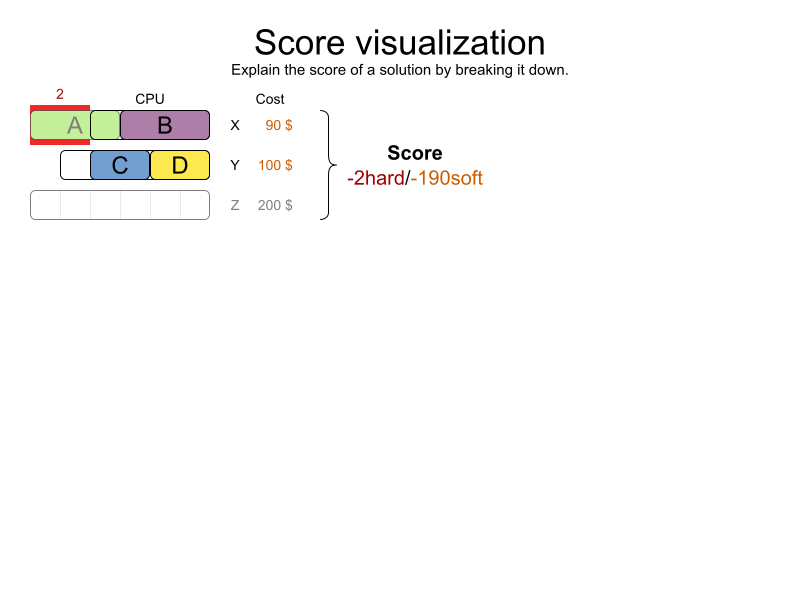 Score visualization
Explain the score of a solution by breaking it down.
2 CPU Cost
A B X 90 $
C D Y 100 $
Z 200 $
Score
-2hard/-190soft